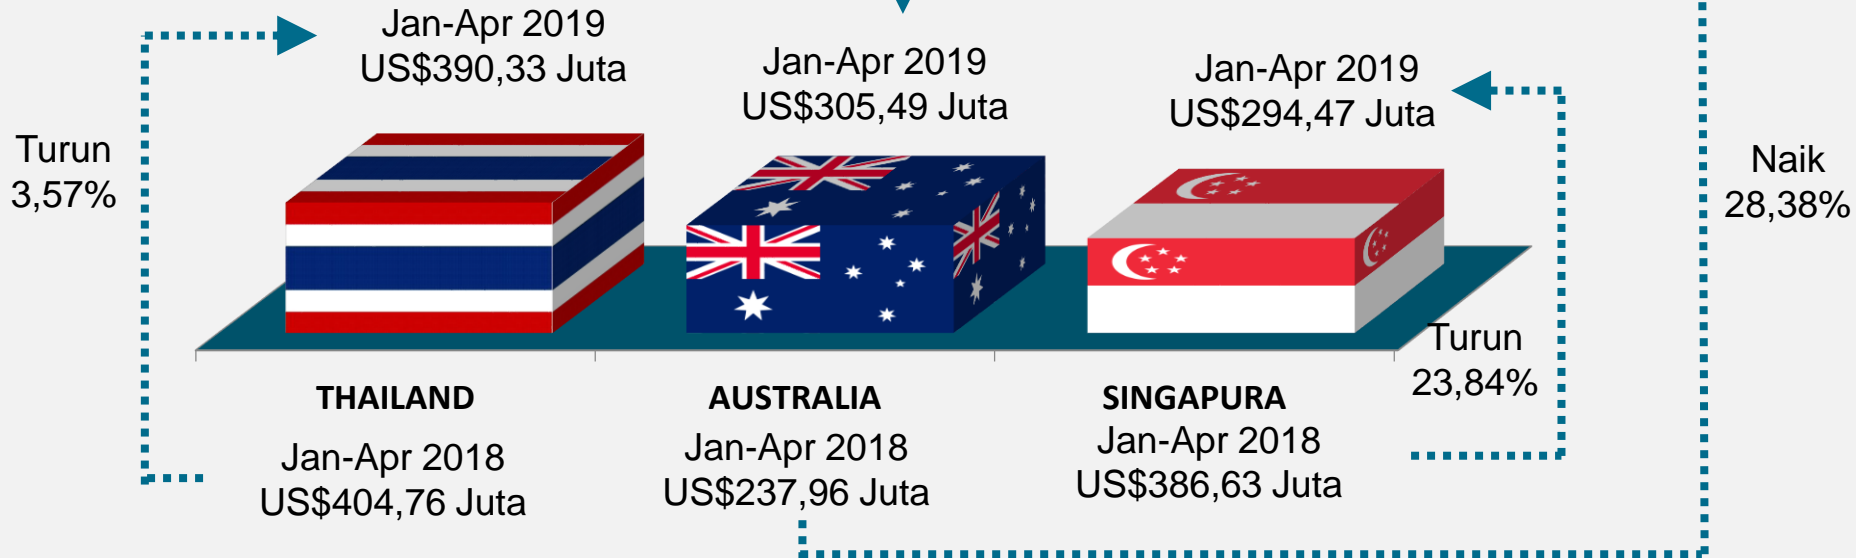 Jan-Apr 2019
US$390,33 Juta
Jan-Apr 2019
US$305,49 Juta
Jan-Apr 2019
US$294,47 Juta
Turun
3,57%
Naik
28,38%
Turun
23,84%
THAILAND
AUSTRALIA
SINGAPURA
Jan-Apr 2018
US$404,76 Juta
Jan-Apr 2018
US$237,96 Juta
Jan-Apr 2018
US$386,63 Juta